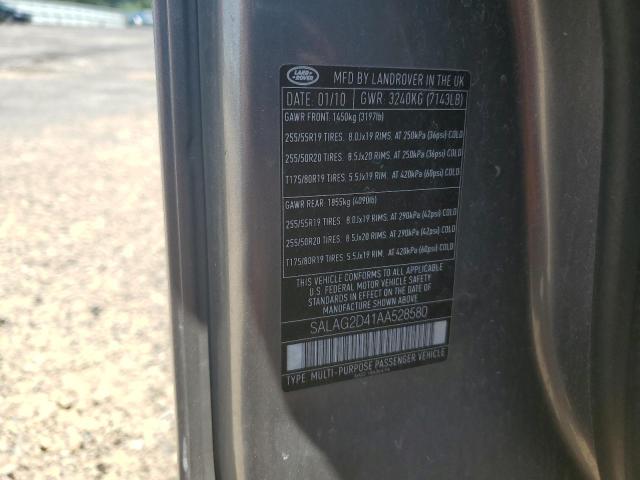 LAND ROVER
MFD BY LANDROVER IN THE UK
DATE: 01/10 GWR: 3240KG (7143LB)
GAWR FRONT: 1450kg (3197lb)
255/55R19 TIRES. 8.0Jx19 RIMS. AT 250kPa (36psi) COLD
255/50R20 TIRES. 8.5Jx20 RIMS. AT 250kPa (36psi) COLD
T175/80R19 TIRES. 5.5Jx19 RIM. AT 420kPa (60psi) COLD
GAWR REAR: 1855kg (4090lb)
255/55R19 TIRES. 8.0Jx19 RIMS. AT 290kPa (42psi) COLD
255/50R20 TIRES. 8.5Jx20 RIMS. AT 290kPa (42psi) COLD
T175/80R19 TIRES. 5.5Jx19 RIM. AT 420kPa (60psi) COLD
THIS VEHICLE CONFORMS TO ALL APPLICABLE
U.S. FEDERAL MOTOR VEHICLE SAFETY
STANDARDS IN EFFECT ON THE DATE OF
MANUFACTURE SHOWN ABOVE.
SALAG2D41AA528580
TYPE: MULTI-PURPOSE PASSENGER VEHICLE